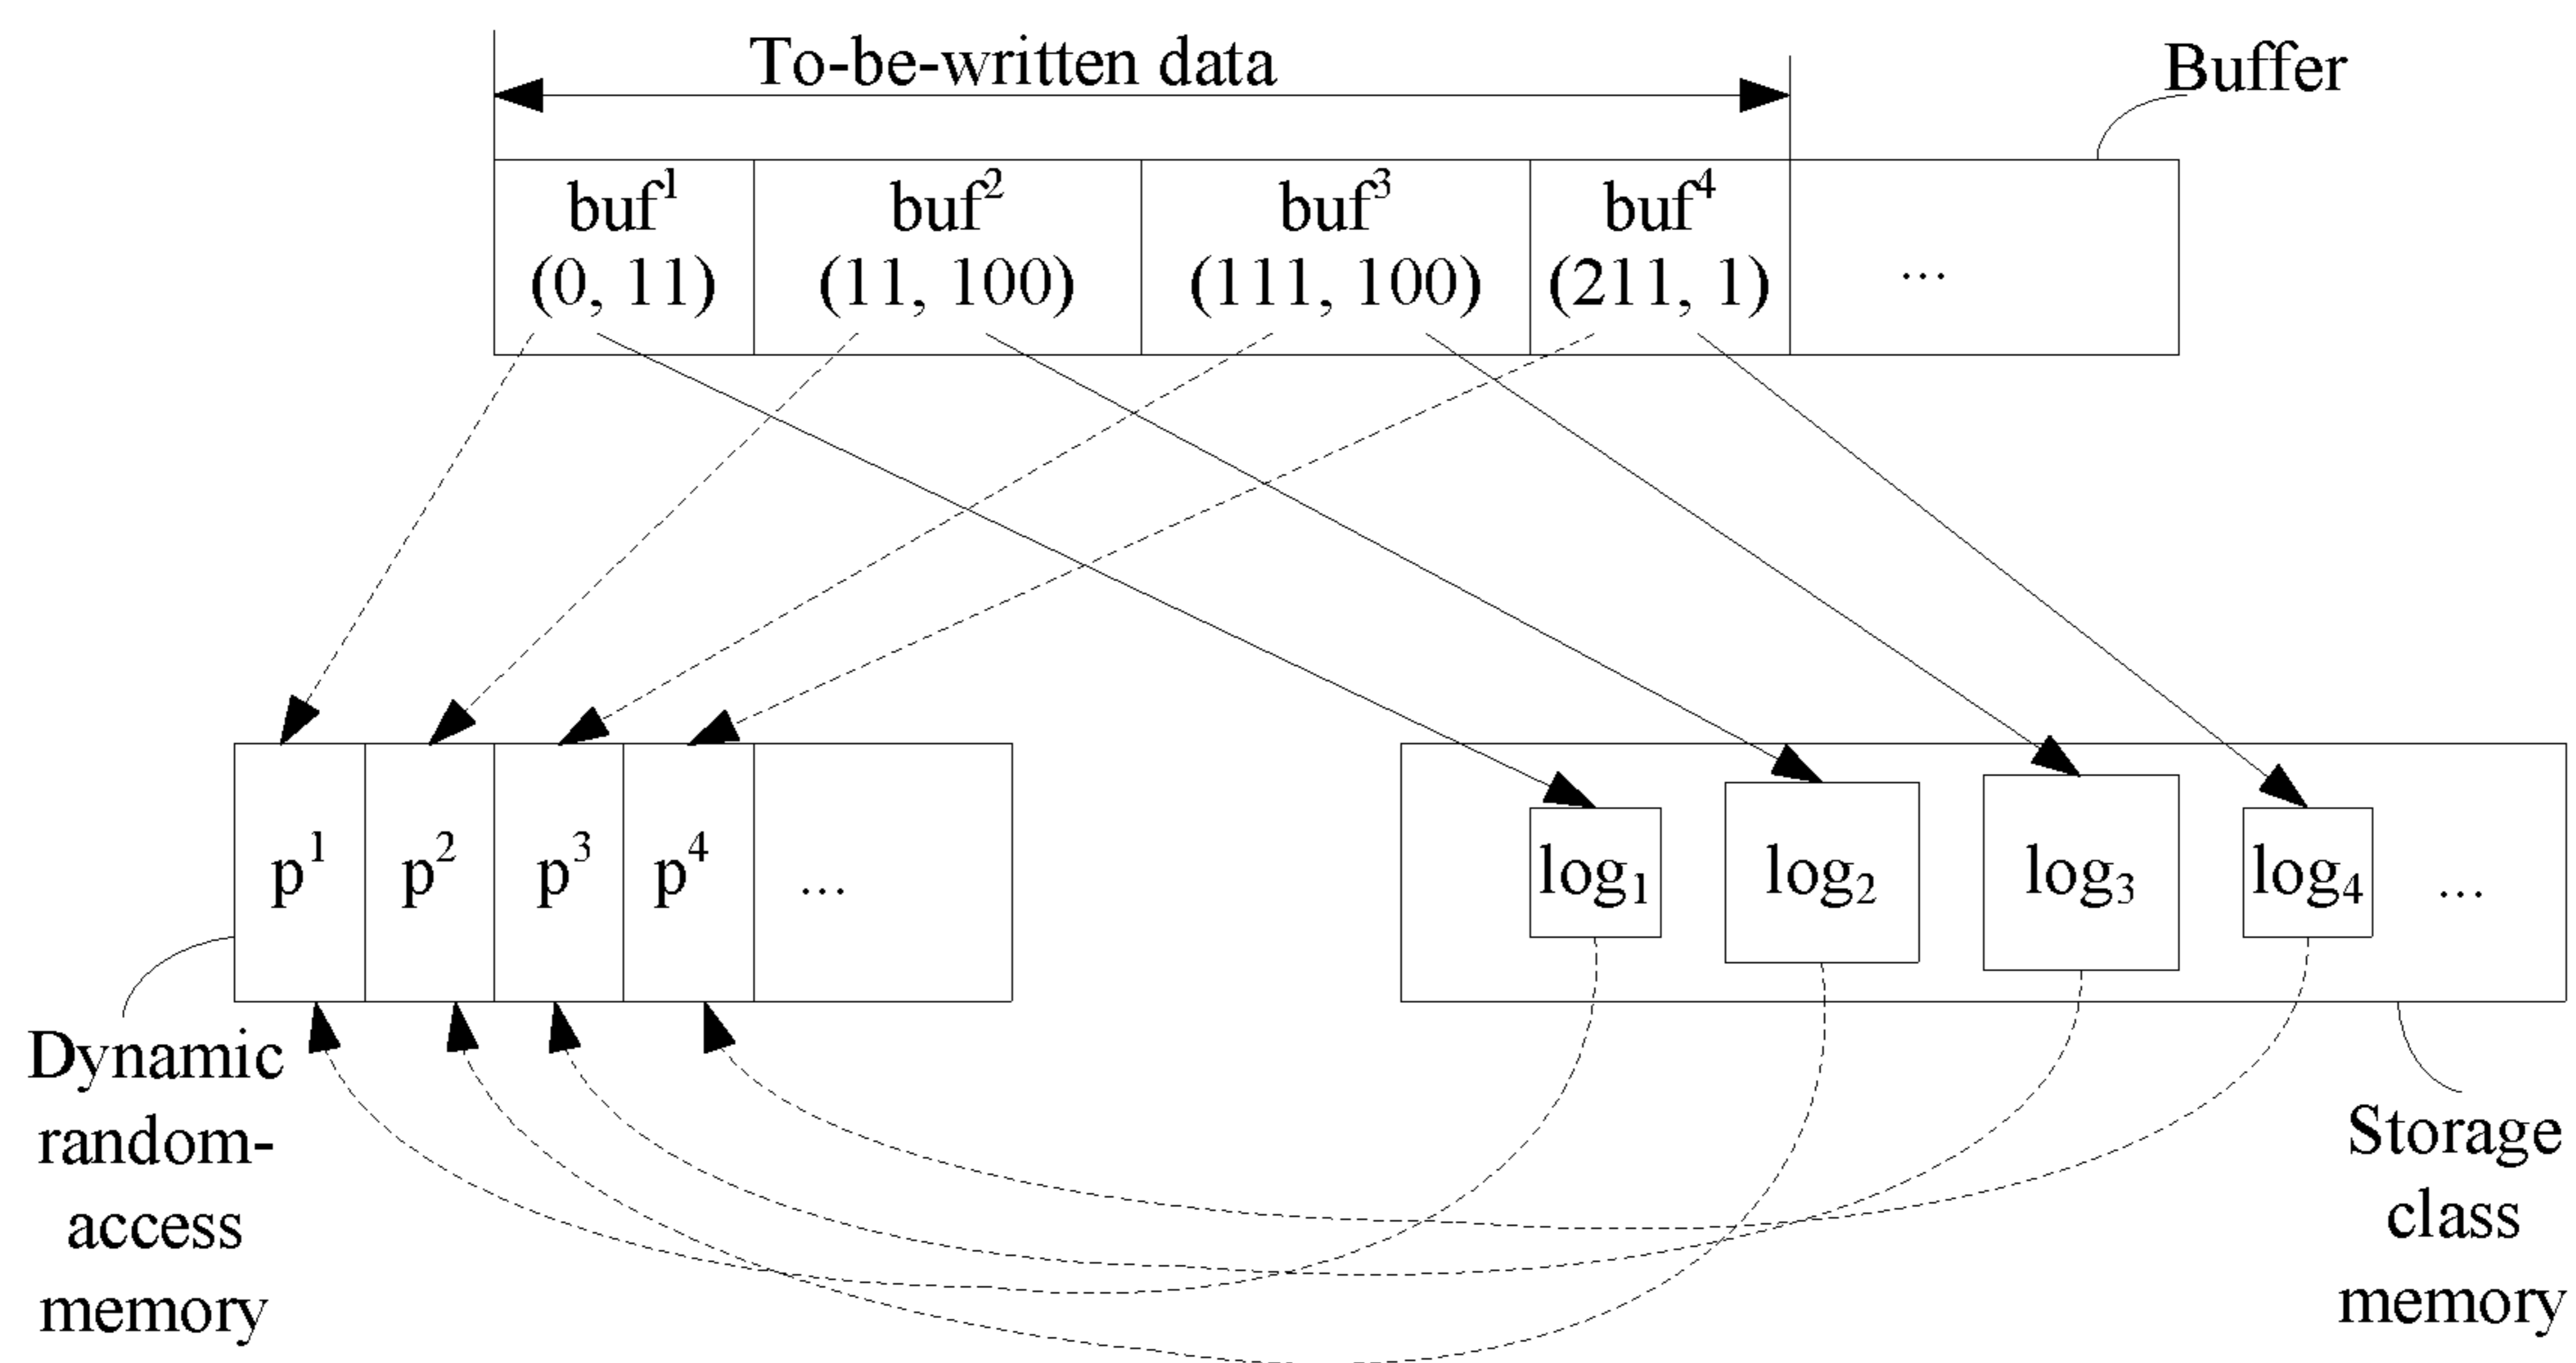 To-be-written data
Buffer
buf¹ buf² buf³ buf⁴
(0, 11) (11, 100) (111, 100) (211, 1) ...
p¹ p² p³ p⁴ ...
log₁ log₂ log₃ log₄ ...
Dynamic
random-
access
memory
Storage
class
memory